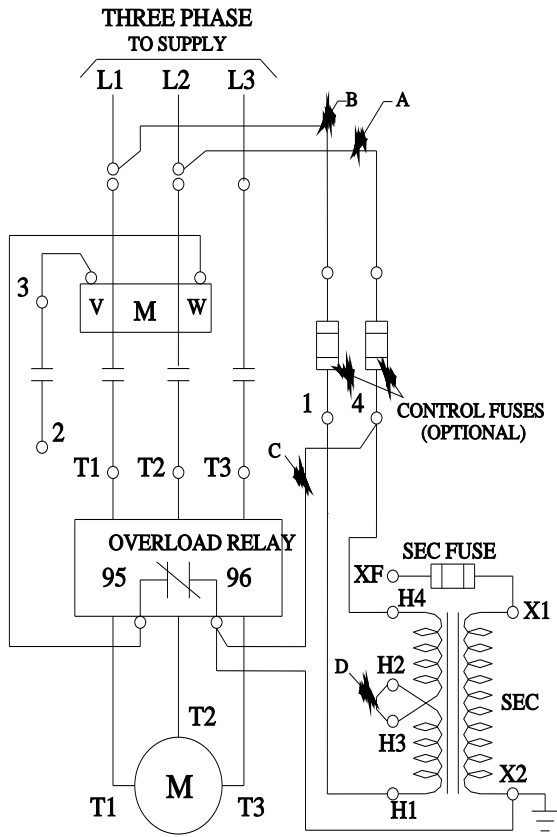 THREE PHASE
TO SUPPLY
L1 L2 L3
B A
3 V M W
1 4 CONTROL FUSES
(OPTIONAL)
2
C
T1 T2 T3
OVERLOAD RELAY
95 96
SEC FUSE
XF
H4 X1
D H2
SEC
H3
T2
X2
M
T1 T3 H1